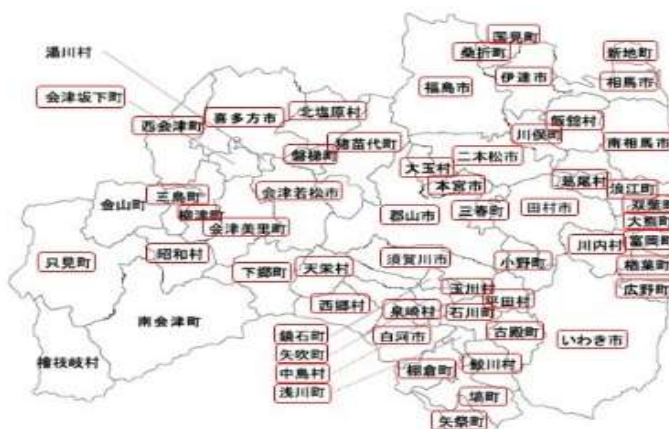 国見町
桑折町
新地町
湯川村
伊達市
相馬市
福島市
会津坂下町
北塩原村
喜多方市
飯舘村
西会津町
川俣町
猪苗代町
南相馬市
磐梯町
二本松市
大玉村
葛尾村
浪江町
本宮市
三島町
会津若松市
金山町
双葉町
柳津町
三春町
田村市
郡山市
大熊町
会津美里町
富岡町
川内村
昭和村
須賀川市
小野町
只見町
下郷町
天栄村
楢葉町
玉川村
広野町
平田村
西郷村
泉崎村
石川町
南会津町
鏡石町
白河市
古殿町
いわき市
矢吹町
檜枝岐村
鮫川村
中島村
棚倉町
浅川町
塙町
矢祭町